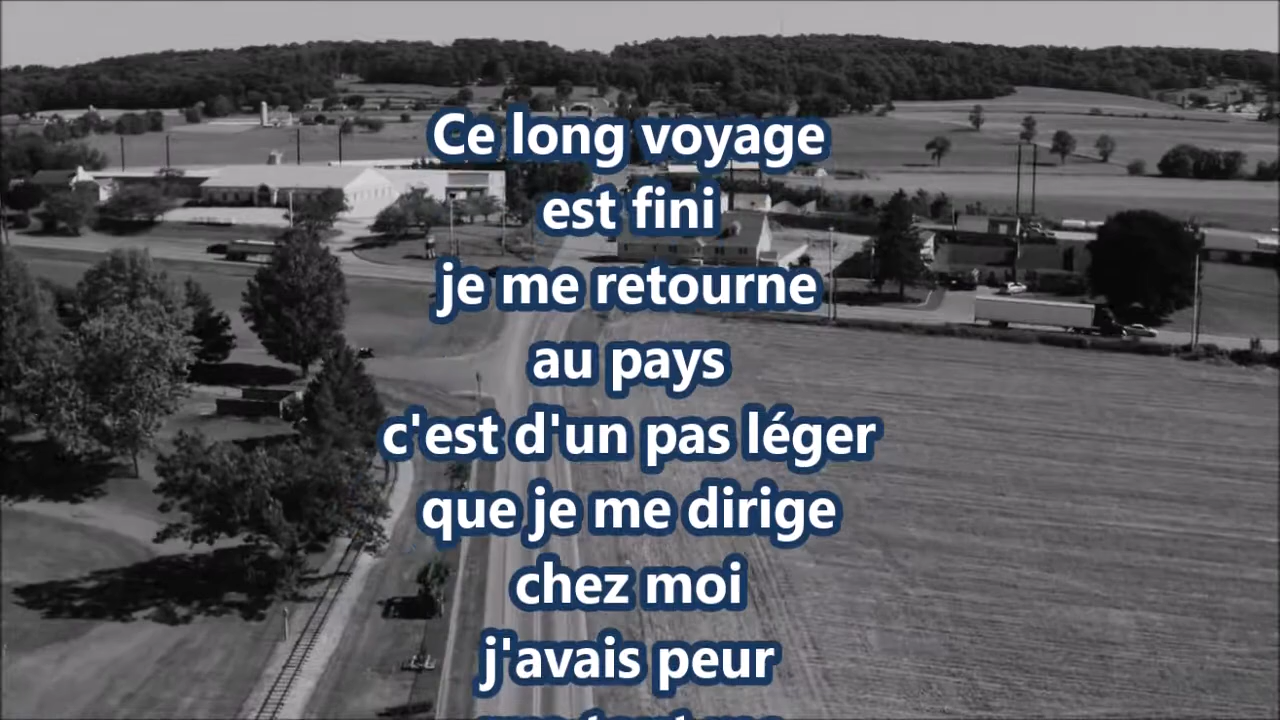 Ce long voyage
est fini
je me retourne
au pays
c'est d'un pas léger
que je me dirige
chez moi
j'avais peur